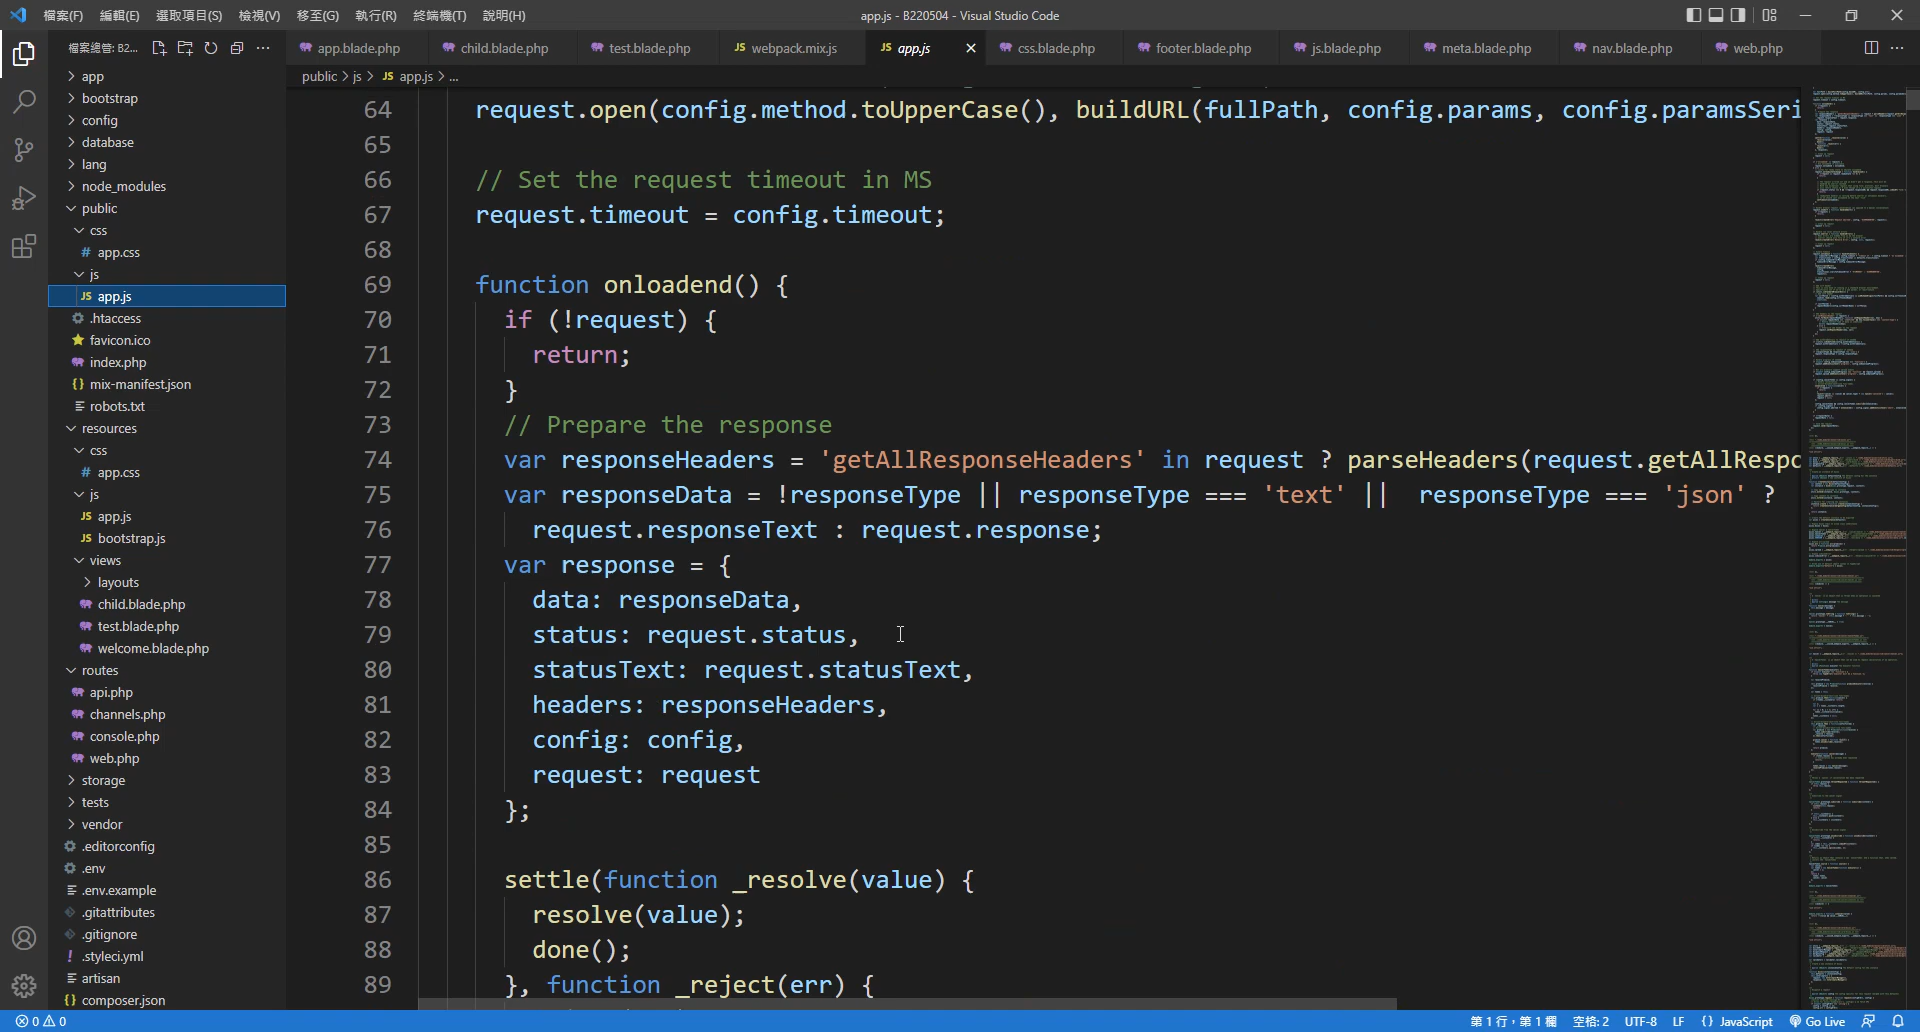 檔案(F) 編輯(E) 選取項目(S) 檢視(V) 移至(G) 執行(R) 終端機(T) 說明(H)
app.js - B220504 - Visual Studio Code
檔案總管: B2...
app.blade.php child.blade.php test.blade.php webpack.mix.js app.js css.blade.php footer.blade.php js.blade.php meta.blade.php nav.blade.php web.php
public > js > JS app.js > ...
app
bootstrap
config
database
lang
node_modules
public
css
# app.css
js
JS app.js
.htaccess
favicon.ico
index.php
{} mix-manifest.json
robots.txt
resources
css
# app.css
js
JS app.js
JS bootstrap.js
views
layouts
child.blade.php
test.blade.php
welcome.blade.php
routes
api.php
channels.php
console.php
web.php
storage
tests
vendor
.editorconfig
.env
.env.example
.gitattributes
.gitignore
! .styleci.yml
artisan
{} composer.json
64 request.open(config.method.toUpperCase(), buildURL(fullPath, config.params, config.paramsSeri
65
66 // Set the request timeout in MS
67 request.timeout = config.timeout;
68
69 function onloadend() {
70 if (!request) {
71 return;
72 }
73 // Prepare the response
74 var responseHeaders = 'getAllResponseHeaders' in request ? parseHeaders(request.getAllRespo
75 var responseData = !responseType || responseType === 'text' || responseType === 'json' ?
76 request.responseText : request.response;
77 var response = {
78 data: responseData,
79 status: request.status,
80 statusText: request.statusText,
81 headers: responseHeaders,
82 config: config,
83 request: request
84 };
85
86 settle(function _resolve(value) {
87 resolve(value);
88 done();
89 }, function _reject(err) {
0 0
第 1 行，第 1 欄 空格: 2 UTF-8 LF {} JavaScript Go Live